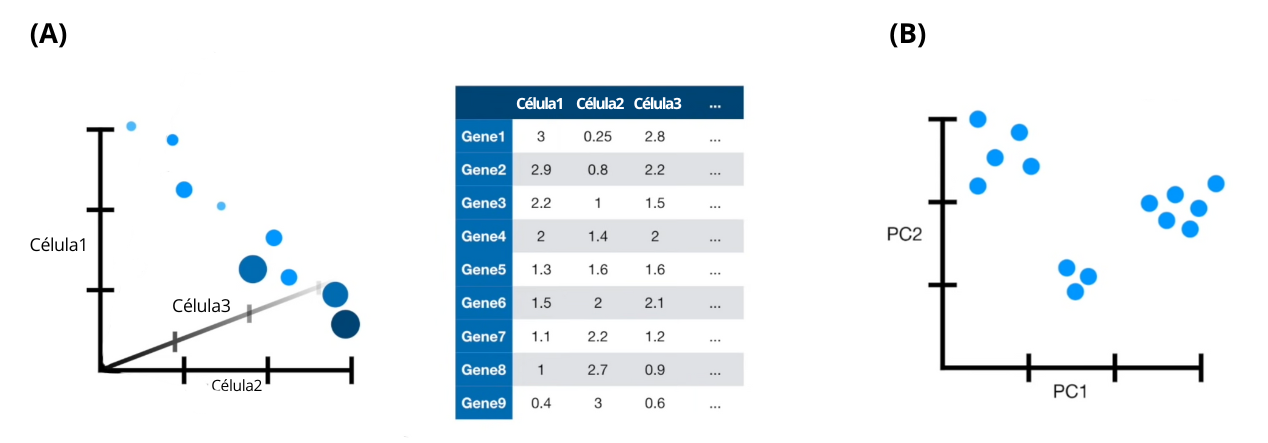 (A)
(B)
Célula1
Célula3
Célula2
Célula1 Célula2 Célula3 ...
Gene1 3 0.25 2.8 ...
Gene2 2.9 0.8 2.2 ...
Gene3 2.2 1 1.5 ...
Gene4 2 1.4 2 ...
Gene5 1.3 1.6 1.6 ...
Gene6 1.5 2 2.1 ...
Gene7 1.1 2.2 1.2 ...
Gene8 1 2.7 0.9 ...
Gene9 0.4 3 0.6 ...
PC2
PC1